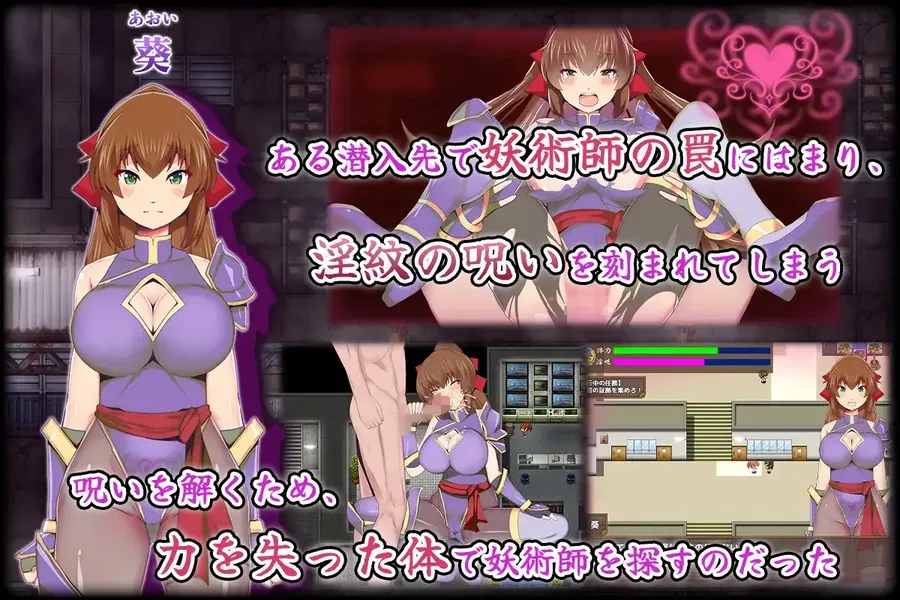 あおい
葵
ある潜入先で妖術師の罠にはまり、
淫紋の呪いを刻まれてしまう
体力
淫性
呪いを解くため、
葵
力を失った体で妖術師を探すのだった